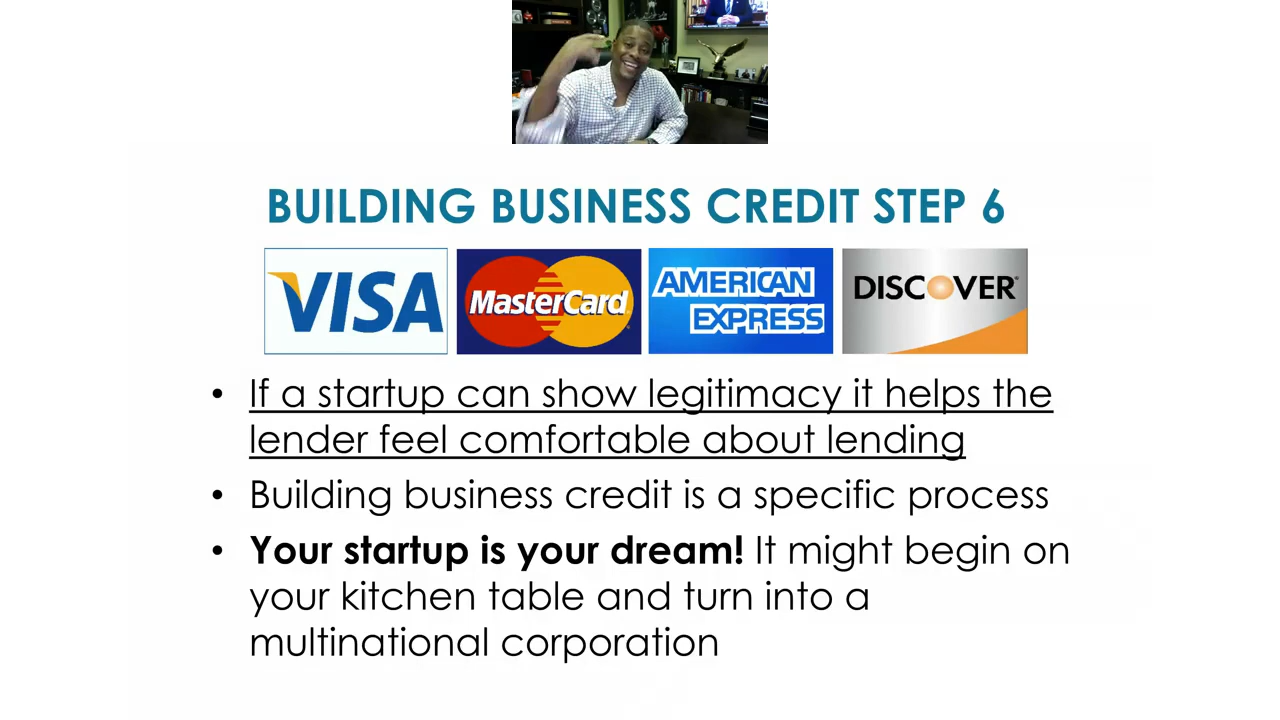 BUILDING BUSINESS CREDIT STEP 6
VISA MasterCard AMERICAN EXPRESS DISCOVER
• If a startup can show legitimacy it helps the
lender feel comfortable about lending
• Building business credit is a specific process
• Your startup is your dream! It might begin on
your kitchen table and turn into a
multinational corporation